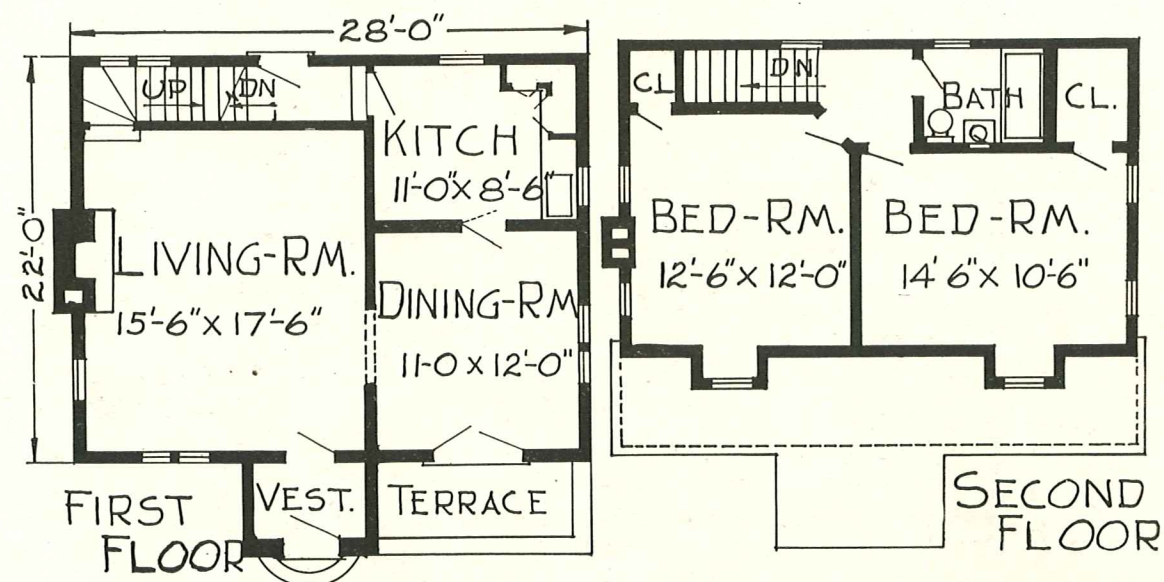 28'-0"
22'-0"
UP
DN
KITCH
11'-0"X 8'-6"
LIVING-RM.
15'-6" X 17'-6"
DINING-RM
11-0 X 12'-0"
VEST.
TERRACE
FIRST
FLOOR
CL
DN.
BATH
CL.
BED-RM.
12'-6" X 12'-0"
BED-RM.
14' 6" X 10'-6"
SECOND
FLOOR